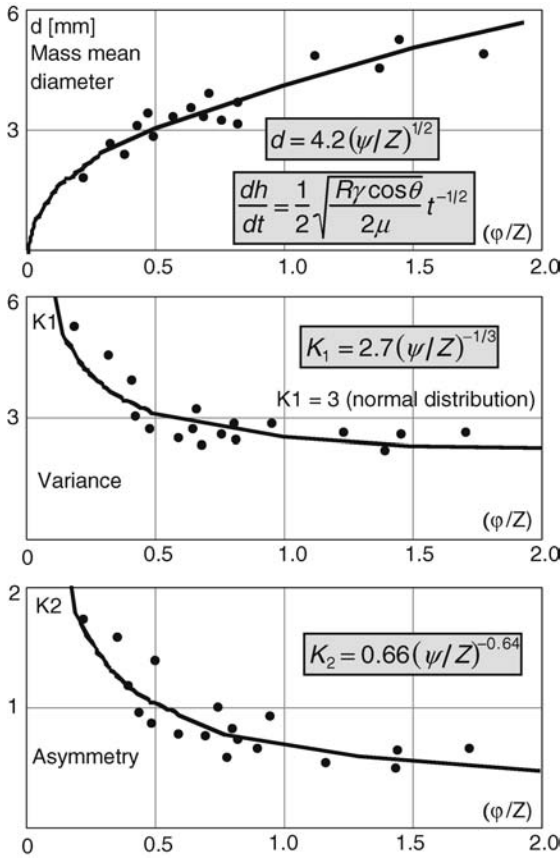 6
d [mm]
Mass mean
diameter
3
d = 4.2 (ψ/Z)^1/2
dh/dt = 1/2 √(Rγ cosθ/2μ) t^-1/2
(φ/Z)
0 0.5 1.0 1.5 2.0
6
K1
K₁ = 2.7 (ψ/Z)^-1/3
K1 = 3 (normal distribution)
3
Variance
(φ/Z)
0 0.5 1.0 1.5 2.0
2
K2
K₂ = 0.66 (ψ/Z)^-0.64
1
Asymmetry
(φ/Z)
0 0.5 1.0 1.5 2.0